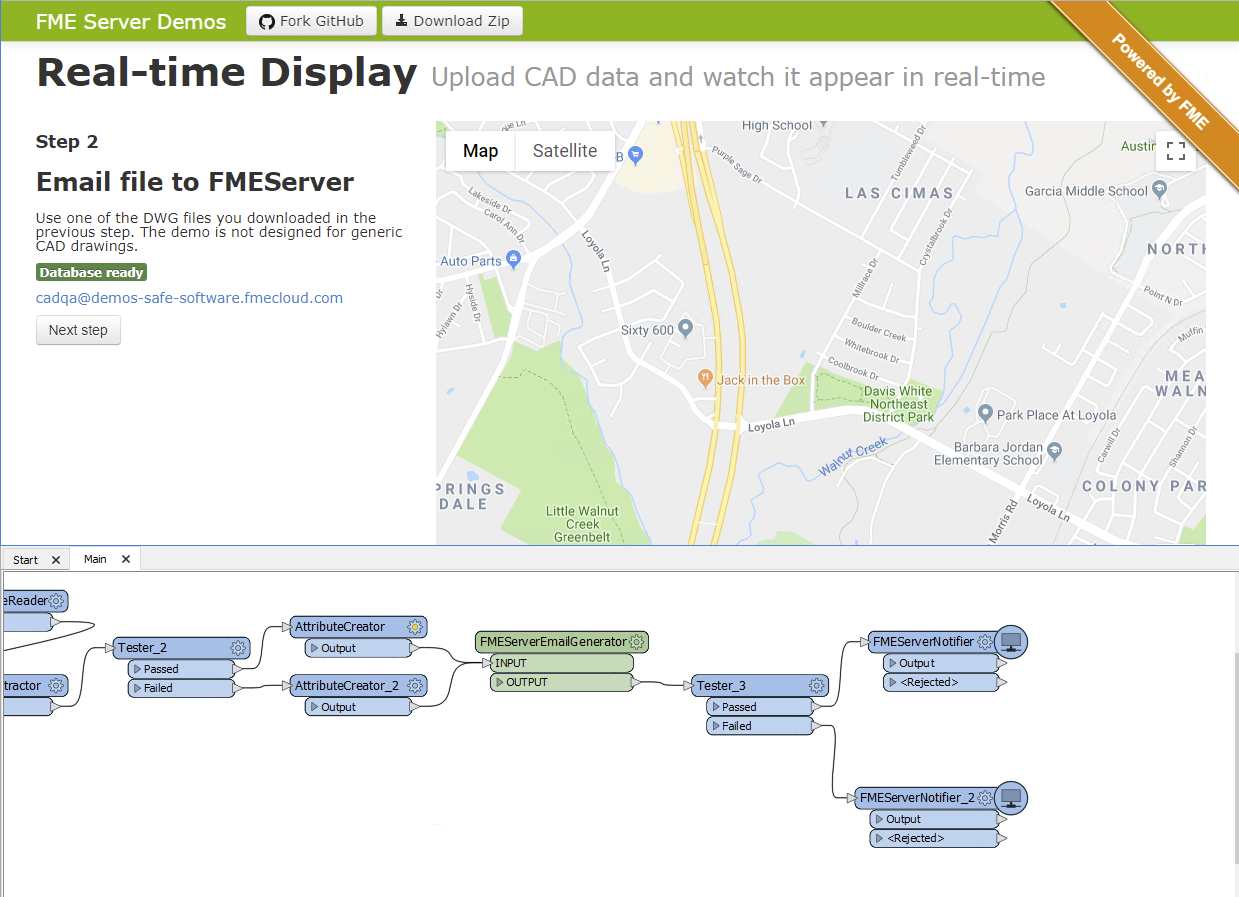 FME Server Demos
Fork GitHub
Download Zip
Powered by FME
Real-time Display
Upload CAD data and watch it appear in real-time
Step 2
Email file to FMEServer
Use one of the DWG files you downloaded in the
previous step. The demo is not designed for generic
CAD drawings.
Database ready
cadqa@demos-safe-software.fmecloud.com
Next step
Map
Satellite
High School
Purple Sage Dr
Tumbleweed Dr
Austin
LAS CIMAS
Garcia Middle School
Lakeside Dr
Carol Ann Dr
Loyola Ln
Crystalbrook Dr
NORTH
Auto Parts
Millrace Dr
Hyside Dr
Hylawn Dr
Point N Dr
Sixty 600
Boulder Creek
Whitebrook Dr
Coolbrook Dr
Muffin
Jack in the Box
MEA
WALN
Davis White
Northeast
District Park
Park Place At Loyola
Loyola Ln
Walnut Creek
Barbara Jordan
Elementary School
Carwill Dr
Shannon Dr
PRINGS
DALE
COLONY PAR
Little Walnut
Creek
Greenbelt
Morris Rd
Loyola Ln
Start
Main
eReader
Tester_2
Passed
Failed
tractor
AttributeCreator
Output
AttributeCreator_2
Output
FMEServerEmailGenerator
INPUT
OUTPUT
Tester_3
Passed
Failed
FMEServerNotifier
Output
<Rejected>
FMEServerNotifier_2
Output
<Rejected>